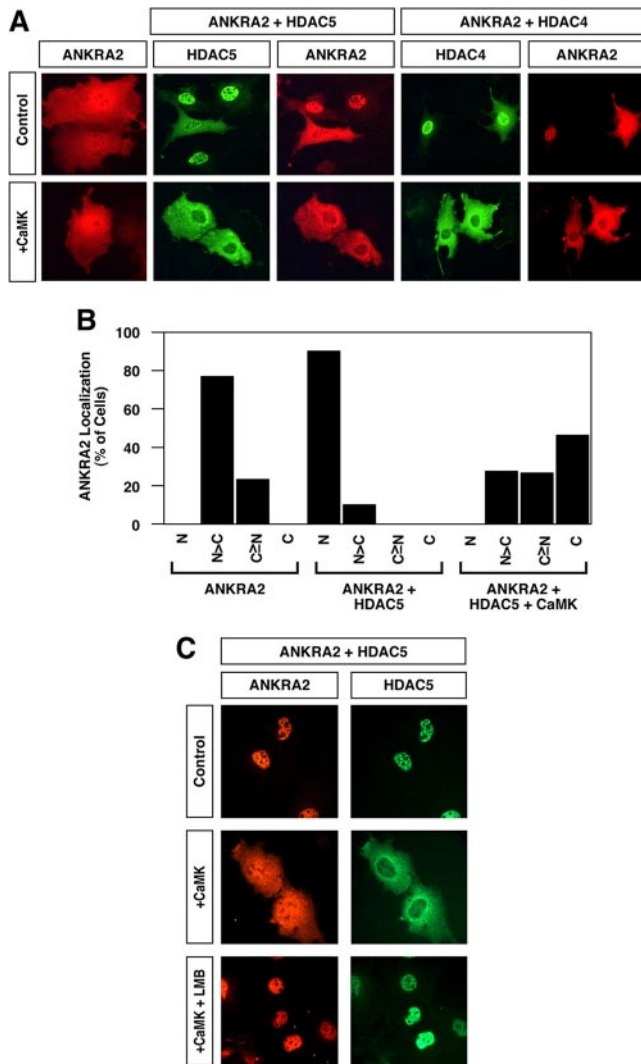 A
ANKRA2 + HDAC5
ANKRA2 + HDAC4
ANKRA2
HDAC5
ANKRA2
HDAC4
ANKRA2
Control
+CaMK
B
ANKRA2 Localization
(% of Cells)
100
80
60
40
20
0
N
N>C
C≥N
C
N
N>C
C≥N
C
N
N>C
C≥N
C
ANKRA2
ANKRA2 +
HDAC5
ANKRA2 +
HDAC5 + CaMK
C
ANKRA2 + HDAC5
ANKRA2
HDAC5
Control
+CaMK
+CaMK + LMB